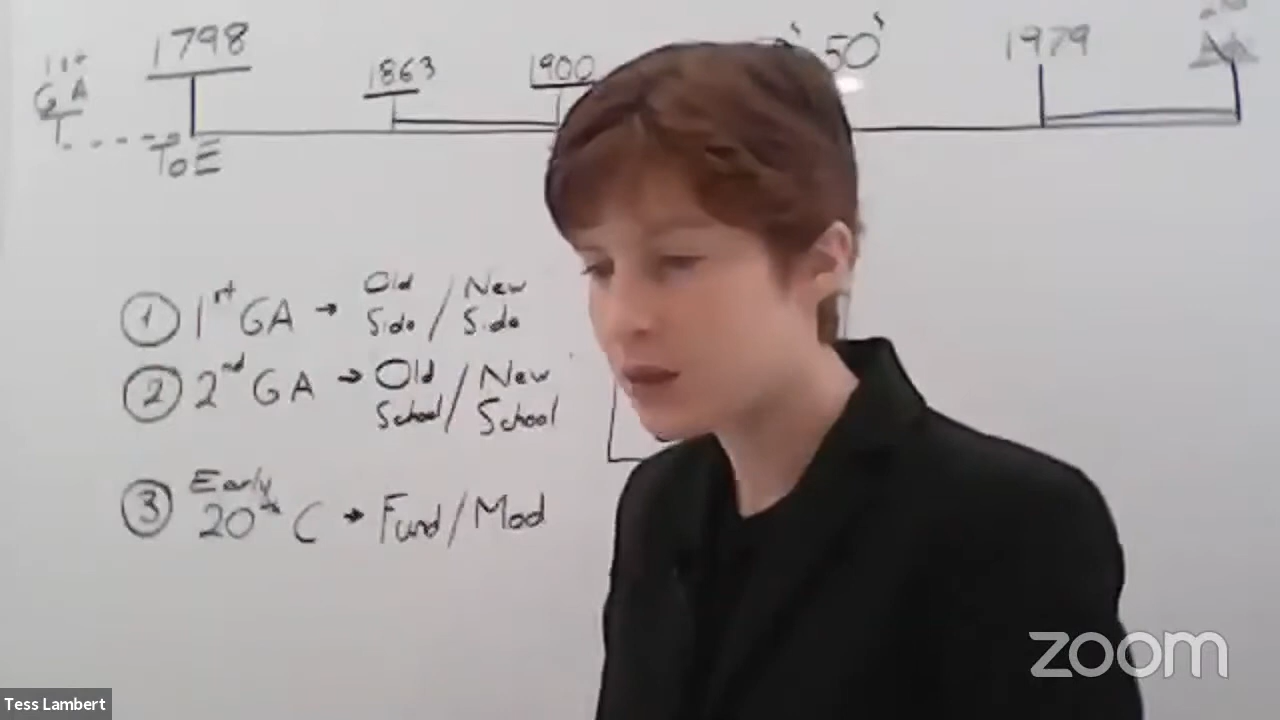 1798
1863
1900
'50'
1979
1st
GA
ToE
① 1st GA → Old Side / New Side
② 2nd GA → Old School / New School
③ Early 20th C → Fund/Mod
zoom
Tess Lambert